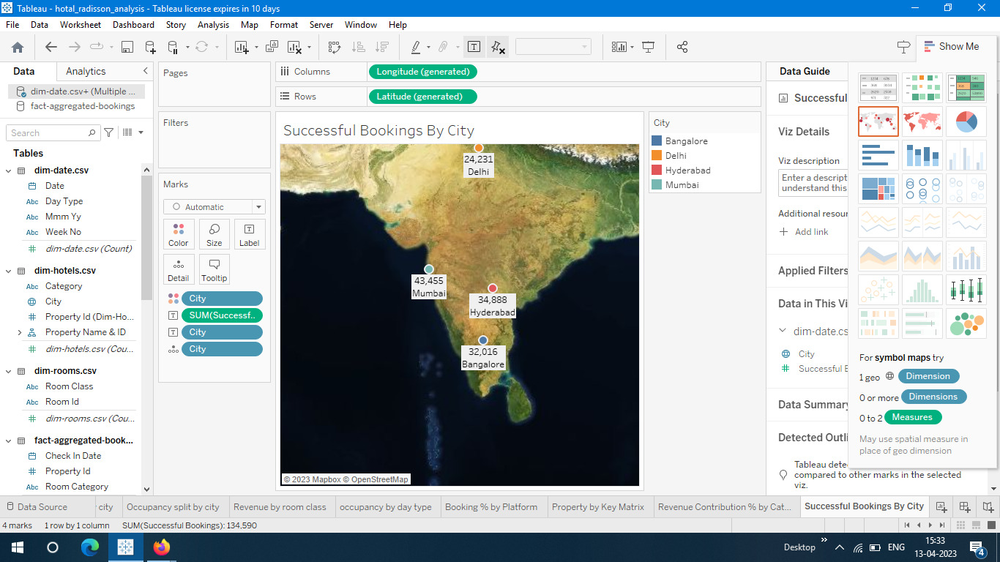 Tableau - hotal_radisson_analysis - Tableau license expires in 10 days
File Data Worksheet Dashboard Story Analysis Map Format Server Window Help
Show Me
Data Analytics
dim-date.csv+ (Multiple ...
fact-aggregated-bookings
Search
Tables
dim-date.csv
Date
Abc Day Type
Abc Mmm Yy
Abc Week No
dim-date.csv (Count)
dim-hotels.csv
Abc Category
City
Property Id (Dim-Ho...
Property Name & ID
dim-hotels.csv (Cou...
dim-rooms.csv
Abc Room Class
Abc Room Id
dim-rooms.csv (Cou...
fact-aggregated-book...
Check In Date
Property Id
Abc Room Category
Pages
Filters
Marks
Automatic
Color Size Label
Detail Tooltip
City
SUM(Successf..
City
City
Columns Longitude (generated)
Rows Latitude (generated)
Successful Bookings By City
24,231
Delhi
43,455
Mumbai
34,888
Hyderabad
32,016
Bangalore
© 2023 Mapbox © OpenStreetMap
City
Bangalore
Delhi
Hyderabad
Mumbai
Data Guide
Successful
Viz Details
Viz description
Enter a descript
understand this
Additional resour
Add link
Applied Filters
Data in This Vi
dim-date.cs
City
Successful B
Data Summary
Detected Outli
Tableau dete
compared to other marks in the selected
viz.
For symbol maps try
1 geo Dimension
0 or more Dimensions
0 to 2 Measures
May use spatial measure in
place of geo dimension
Data Source city Occupancy split by city Revenue by room class occupancy by day type Booking % by Platform Property by Key Matrix Revenue Contribution % by Cat... Successful Bookings By City
4 marks 1 row by 1 column SUM(Successful Bookings): 134,590
Desktop ENG 15:33
13-04-2023
4